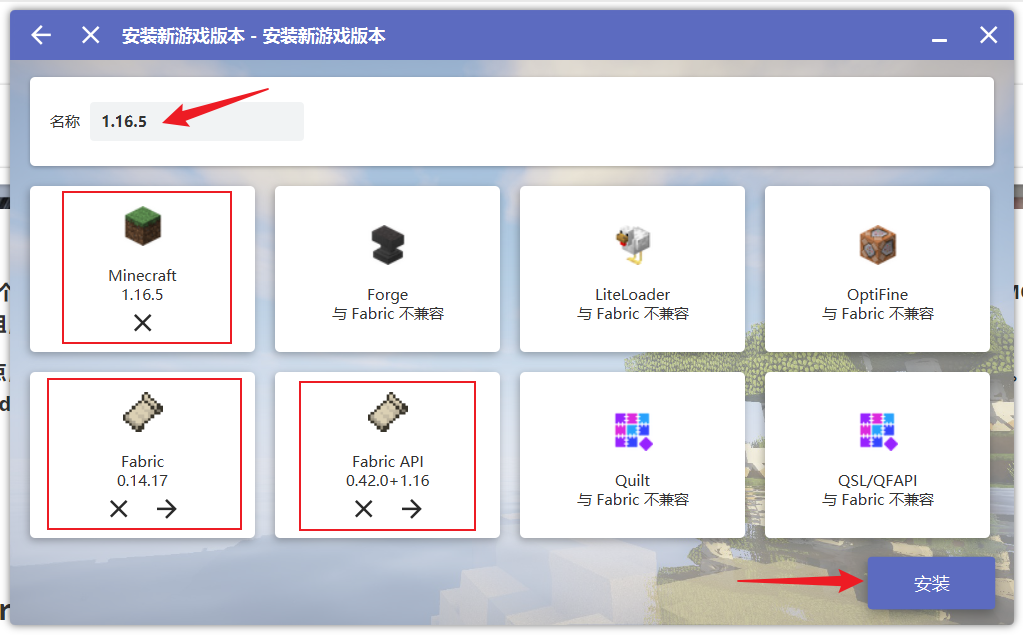 安装新游戏版本 - 安装新游戏版本
名称 1.16.5
Minecraft
1.16.5
Forge
与 Fabric 不兼容
LiteLoader
与 Fabric 不兼容
OptiFine
与 Fabric 不兼容
Fabric
0.14.17
Fabric API
0.42.0+1.16
Quilt
与 Fabric 不兼容
QSL/QFAPI
与 Fabric 不兼容
安装